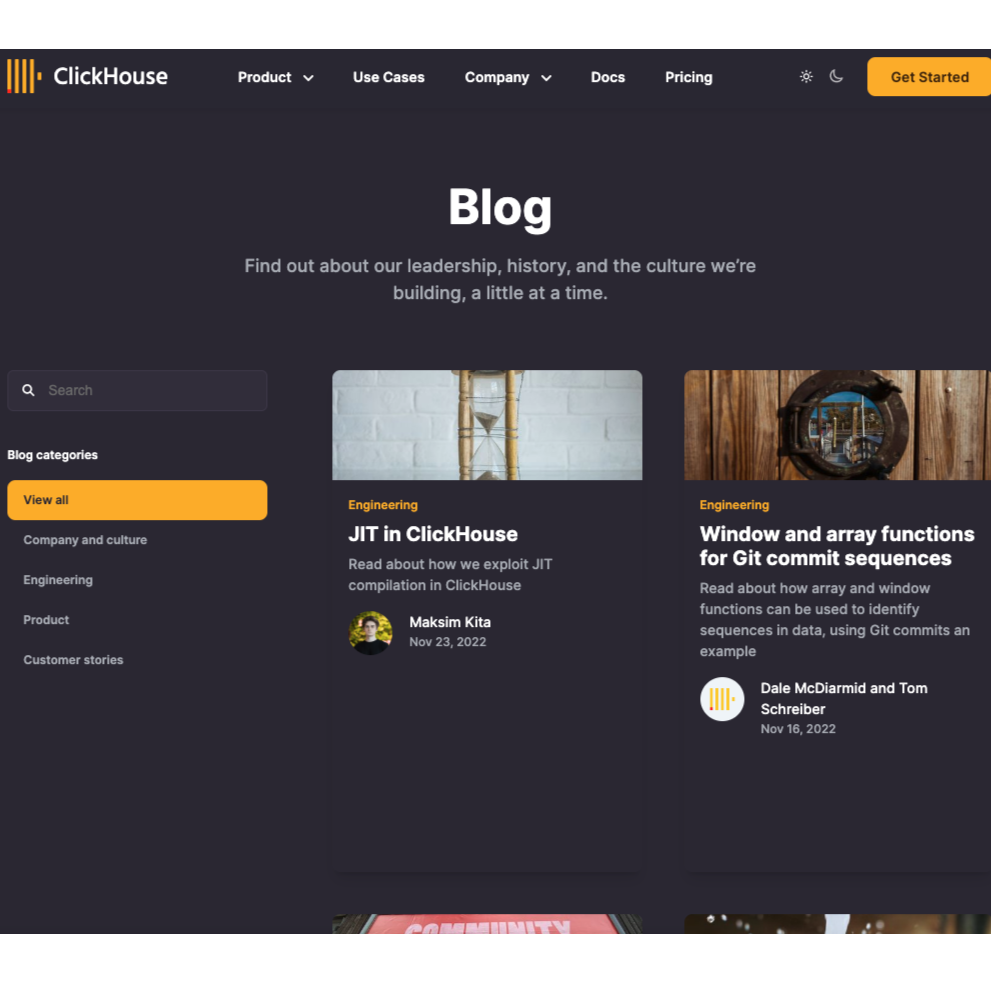 ClickHouse
Product
Use Cases
Company
Docs
Pricing
Get Started
Blog
Find out about our leadership, history, and the culture we’re
building, a little at a time.
Search
Blog categories
View all
Company and culture
Engineering
Product
Customer stories
Engineering
JIT in ClickHouse
Read about how we exploit JIT
compilation in ClickHouse
Maksim Kita
Nov 23, 2022
Engineering
Window and array functions
for Git commit sequences
Read about how array and window
functions can be used to identify
sequences in data, using Git commits an
example
Dale McDiarmid and Tom
Schreiber
Nov 16, 2022
COMMUNITY